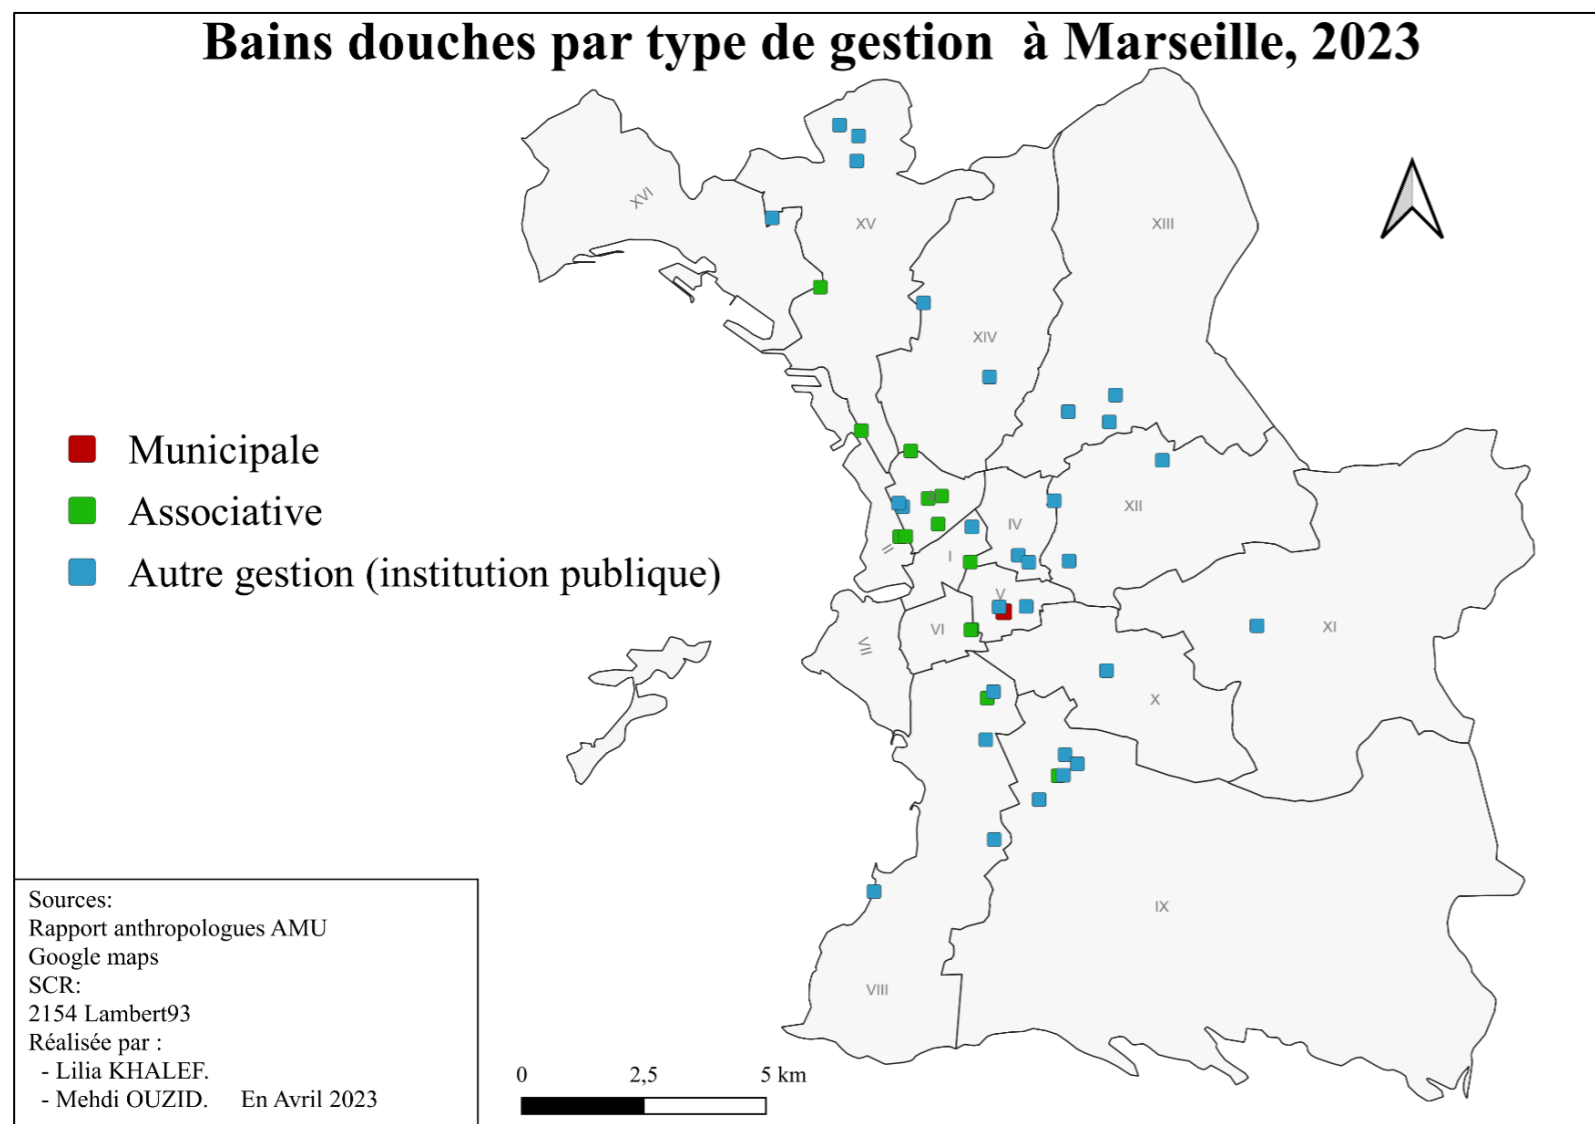 Bains douches par type de gestion à Marseille, 2023
XVI
XV
XIII
XIV
Municipale
Associative
Autre gestion (institution publique)
XII
IV
II
I
V
VI
VII
XI
X
IX
VIII
Sources:
Rapport anthropologues AMU
Google maps
SCR:
2154 Lambert93
Réalisée par :
- Lilia KHALEF.
- Mehdi OUZID. En Avril 2023
0 2,5 5 km